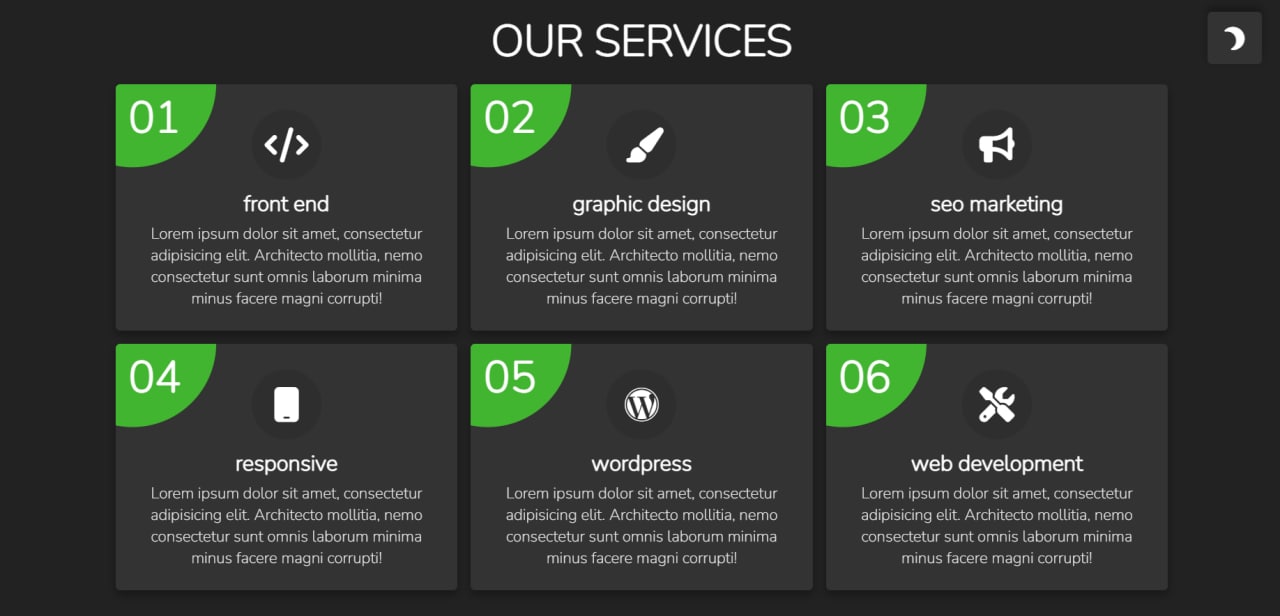 OUR SERVICES
01
front end
Lorem ipsum dolor sit amet, consectetur
adipisicing elit. Architecto mollitia, nemo
consectetur sunt omnis laborum minima
minus facere magni corrupti!
02
graphic design
Lorem ipsum dolor sit amet, consectetur
adipisicing elit. Architecto mollitia, nemo
consectetur sunt omnis laborum minima
minus facere magni corrupti!
03
seo marketing
Lorem ipsum dolor sit amet, consectetur
adipisicing elit. Architecto mollitia, nemo
consectetur sunt omnis laborum minima
minus facere magni corrupti!
04
responsive
Lorem ipsum dolor sit amet, consectetur
adipisicing elit. Architecto mollitia, nemo
consectetur sunt omnis laborum minima
minus facere magni corrupti!
05
wordpress
Lorem ipsum dolor sit amet, consectetur
adipisicing elit. Architecto mollitia, nemo
consectetur sunt omnis laborum minima
minus facere magni corrupti!
06
web development
Lorem ipsum dolor sit amet, consectetur
adipisicing elit. Architecto mollitia, nemo
consectetur sunt omnis laborum minima
minus facere magni corrupti!